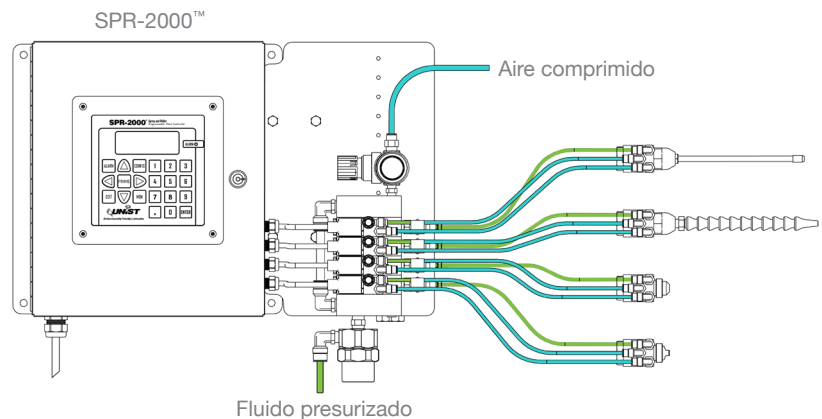 SPR-2000™
Aire comprimido
SPR-2000
ALARM
ALARM
CONFIG
1
2
3
4
5
6
EDIT
7
8
9
.
0
ENTER
UNIST
Fluido presurizado